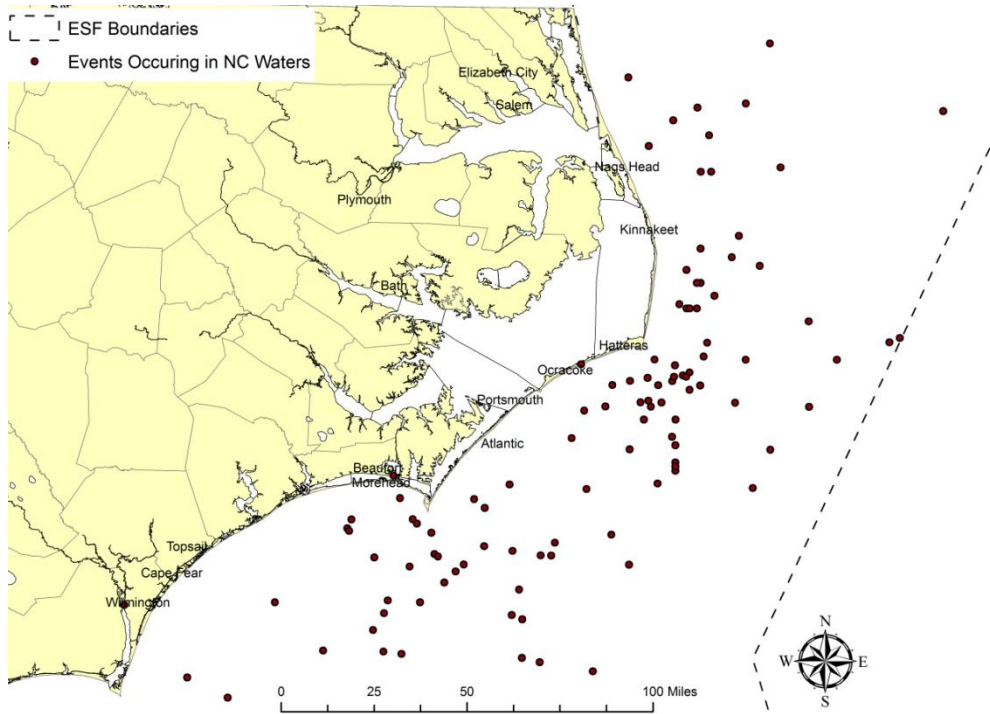 ESF Boundaries
Events Occuring in NC Waters
Elizabeth City
Salem
Nags Head
Plymouth
Kinnakeet
Bath
Hatteras
Ocracoke
Portsmouth
Atlantic
Beaufort
Morehead
Topsail
Cape Fear
Wilmington
N
W E
S
0 25 50 100 Miles